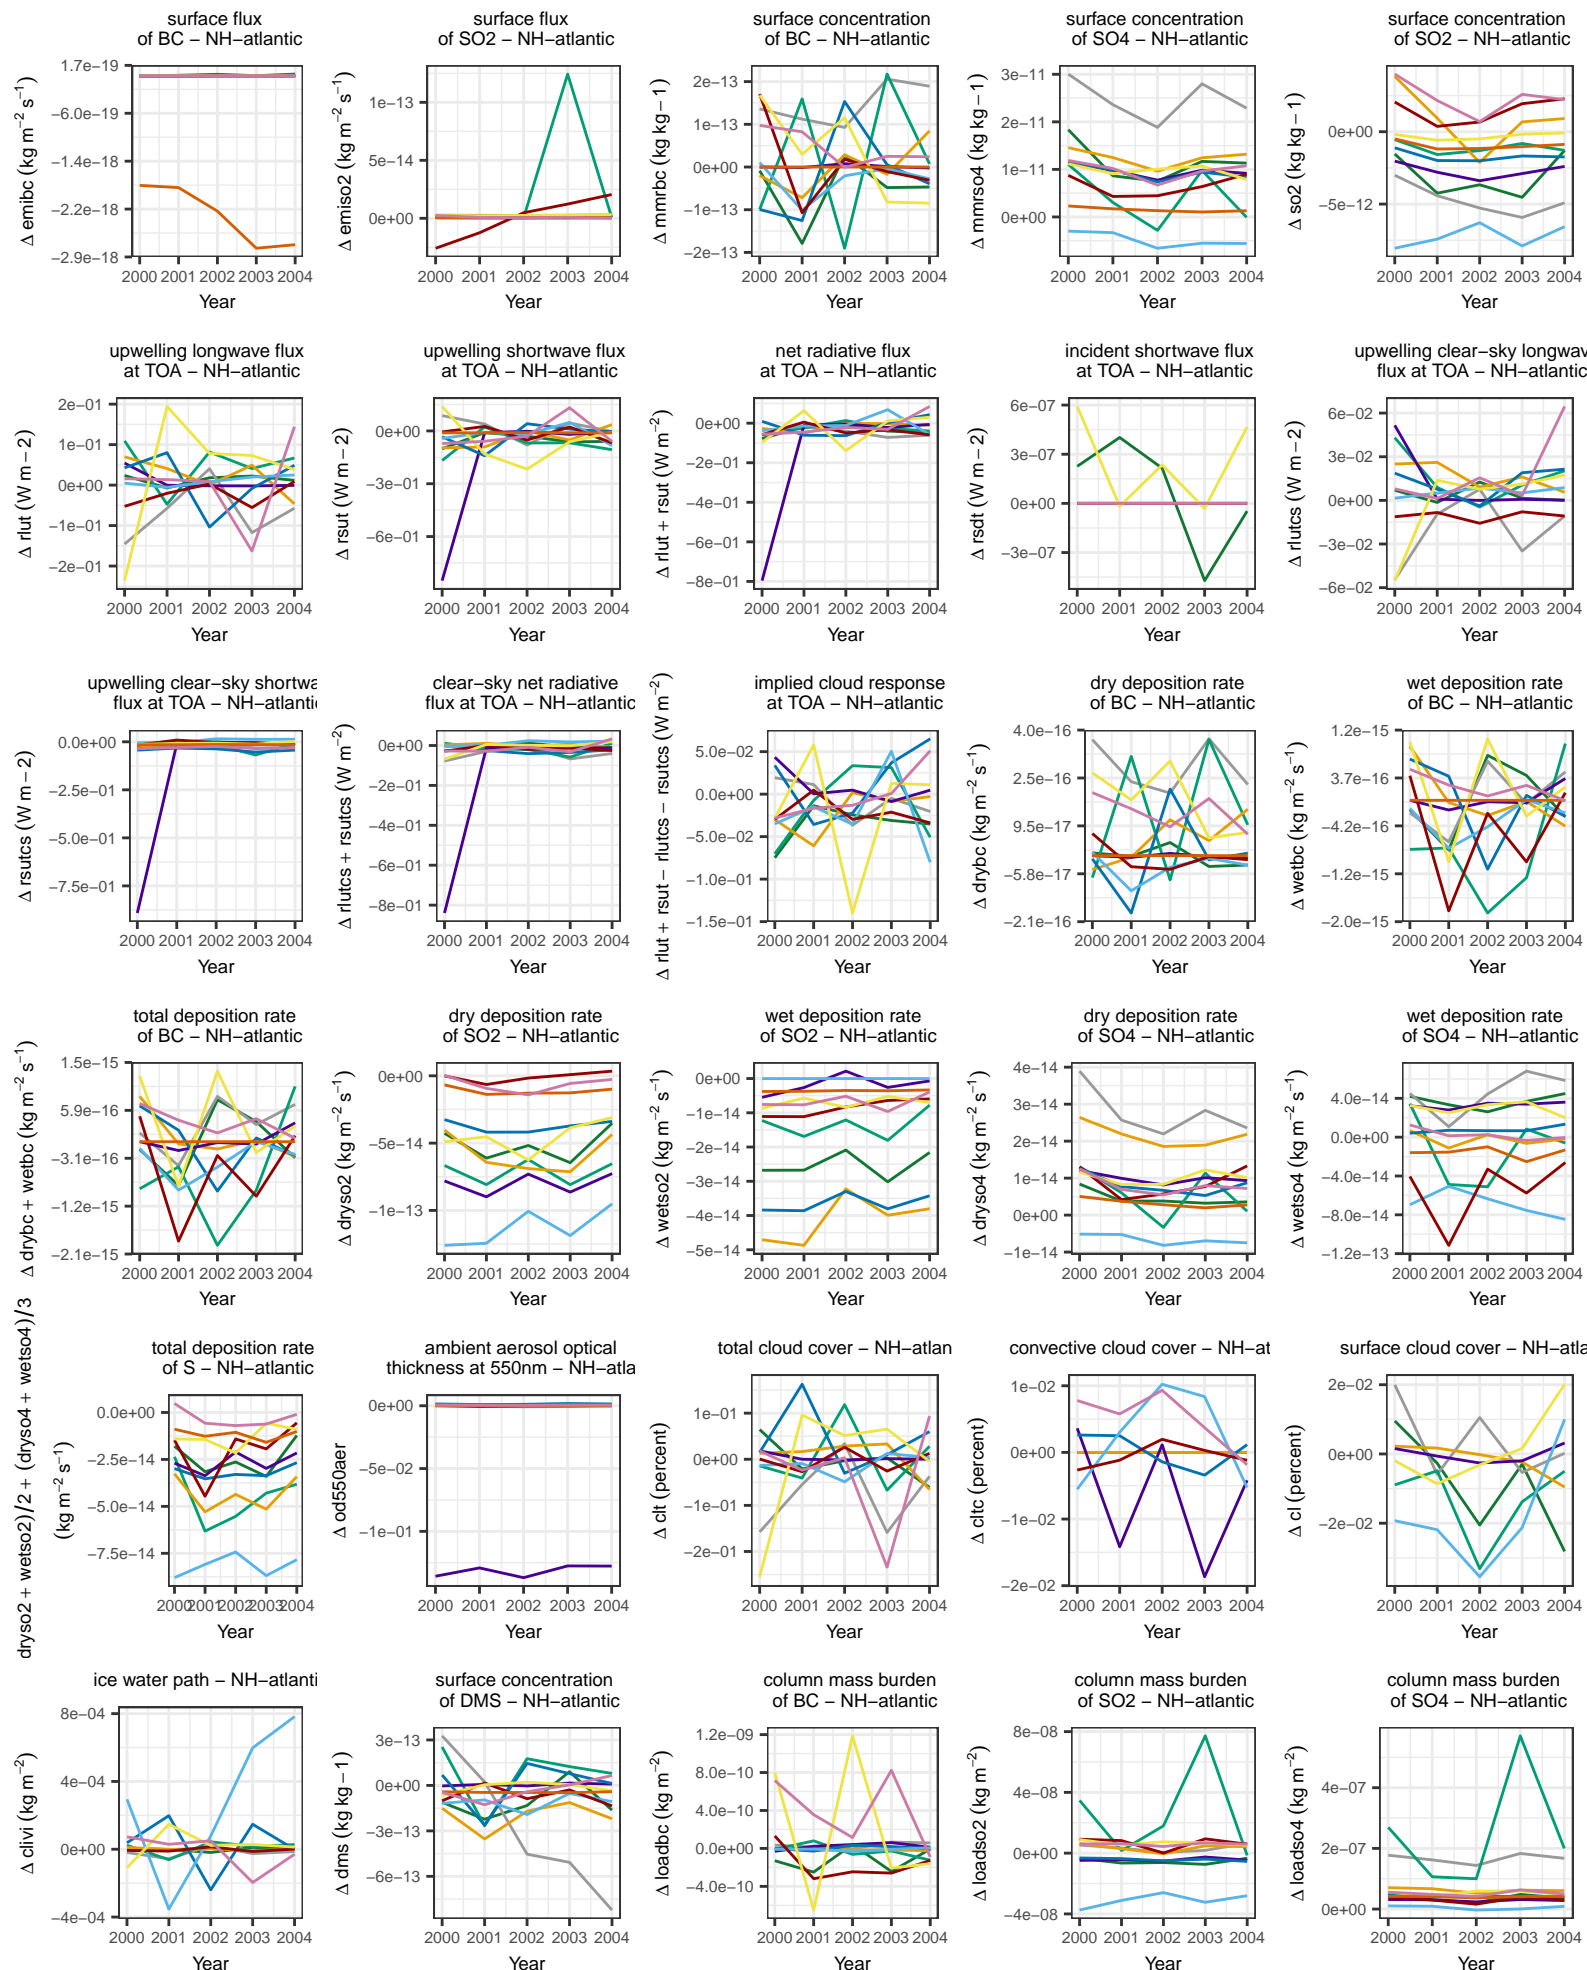 surface flux
of BC − NH−atlantic
Δ emibc (kg m−2 s−1)
1.7e−19
−6.0e−19
−1.4e−18
−2.2e−18
−2.9e−18
2000 2001 2002 2003 2004
Year
surface flux
of SO2 − NH−atlantic
Δ emiso2 (kg m−2 s−1)
1e−13
5e−14
0e+00
2000 2001 2002 2003 2004
Year
surface concentration
of BC − NH−atlantic
Δ mmrbc (kg kg−1)
2e−13
1e−13
0e+00
−1e−13
−2e−13
2000 2001 2002 2003 2004
Year
surface concentration
of SO4 − NH−atlantic
Δ mmrso4 (kg kg−1)
3e−11
2e−11
1e−11
0e+00
2000 2001 2002 2003 2004
Year
surface concentration
of SO2 − NH−atlantic
Δ so2 (kg kg−1)
0e+00
−5e−12
2000 2001 2002 2003 2004
Year
upwelling longwave flux
at TOA − NH−atlantic
Δ rlut (W m−2)
2e−01
1e−01
0e+00
−1e−01
−2e−01
2000 2001 2002 2003 2004
Year
upwelling shortwave flux
at TOA − NH−atlantic
Δ rsut (W m−2)
0e+00
−3e−01
−6e−01
2000 2001 2002 2003 2004
Year
net radiative flux
at TOA − NH−atlantic
Δ rlut + rsut (W m−2)
0e+00
−2e−01
−4e−01
−6e−01
−8e−01
2000 2001 2002 2003 2004
Year
incident shortwave flux
at TOA − NH−atlantic
Δ rsdt (W m−2)
6e−07
3e−07
0e+00
−3e−07
2000 2001 2002 2003 2004
Year
upwelling clear−sky longwav
flux at TOA − NH−atlantic
Δ rlutcs (W m−2)
6e−02
3e−02
0e+00
−3e−02
−6e−02
2000 2001 2002 2003 2004
Year
upwelling clear−sky shortwa
flux at TOA − NH−atlantic
Δ rsutcs (W m−2)
0.0e+00
−2.5e−01
−5.0e−01
−7.5e−01
2000 2001 2002 2003 2004
Year
clear−sky net radiative
flux at TOA − NH−atlantic
Δ rlutcs + rsutcs (W m−2)
0e+00
−2e−01
−4e−01
−6e−01
−8e−01
2000 2001 2002 2003 2004
Year
implied cloud response
at TOA − NH−atlantic
Δ rlut + rsut − rlutcs − rsutcs (W m−2)
5.0e−02
0.0e+00
−5.0e−02
−1.0e−01
−1.5e−01
2000 2001 2002 2003 2004
Year
dry deposition rate
of BC − NH−atlantic
Δ drybc (kg m−2 s−1)
4.0e−16
2.5e−16
9.5e−17
−5.8e−17
−2.1e−16
2000 2001 2002 2003 2004
Year
wet deposition rate
of BC − NH−atlantic
Δ wetbc (kg m−2 s−1)
1.2e−15
3.7e−16
−4.2e−16
−1.2e−15
−2.0e−15
2000 2001 2002 2003 2004
Year
total deposition rate
of BC − NH−atlantic
Δ drybc + wetbc (kg m−2 s−1)
1.5e−15
5.9e−16
−3.1e−16
−1.2e−15
−2.1e−15
2000 2001 2002 2003 2004
Year
dry deposition rate
of SO2 − NH−atlantic
Δ dryso2 (kg m−2 s−1)
0e+00
−5e−14
−1e−13
2000 2001 2002 2003 2004
Year
wet deposition rate
of SO2 − NH−atlantic
Δ wetso2 (kg m−2 s−1)
0e+00
−1e−14
−2e−14
−3e−14
−4e−14
−5e−14
2000 2001 2002 2003 2004
Year
dry deposition rate
of SO4 − NH−atlantic
Δ dryso4 (kg m−2 s−1)
4e−14
3e−14
2e−14
1e−14
0e+00
−1e−14
2000 2001 2002 2003 2004
Year
wet deposition rate
of SO4 − NH−atlantic
Δ wetso4 (kg m−2 s−1)
4.0e−14
0.0e+00
−4.0e−14
−8.0e−14
−1.2e−13
2000 2001 2002 2003 2004
Year
total deposition rate
of S − NH−atlantic
dryso2 + wetso2)/2 + (dryso4 + wetso4)/3
(kg m−2 s−1)
0.0e+00
−2.5e−14
−5.0e−14
−7.5e−14
2000 2001 2002 2003 2004
Year
ambient aerosol optical
thickness at 550nm − NH−atla
Δ od550aer
0e+00
−5e−02
−1e−01
2000 2001 2002 2003 2004
Year
total cloud cover − NH−atlan
Δ clt (percent)
1e−01
0e+00
−1e−01
−2e−01
2000 2001 2002 2003 2004
Year
convective cloud cover − NH−at
Δ cltc (percent)
1e−02
0e+00
−1e−02
−2e−02
2000 2001 2002 2003 2004
Year
surface cloud cover − NH−atla
Δ cl (percent)
2e−02
0e+00
−2e−02
2000 2001 2002 2003 2004
Year
ice water path − NH−atlanti
Δ clivi (kg m−2)
8e−04
4e−04
0e+00
−4e−04
2000 2001 2002 2003 2004
Year
surface concentration
of DMS − NH−atlantic
Δ dms (kg kg−1)
3e−13
0e+00
−3e−13
−6e−13
2000 2001 2002 2003 2004
Year
column mass burden
of BC − NH−atlantic
Δ loadbc (kg m−2)
1.2e−09
8.0e−10
4.0e−10
0.0e+00
−4.0e−10
2000 2001 2002 2003 2004
Year
column mass burden
of SO2 − NH−atlantic
Δ loadso2 (kg m−2)
8e−08
4e−08
0e+00
−4e−08
2000 2001 2002 2003 2004
Year
column mass burden
of SO4 − NH−atlantic
Δ loadso4 (kg m−2)
4e−07
2e−07
0e+00
2000 2001 2002 2003 2004
Year